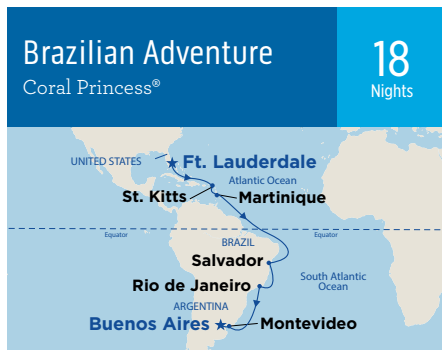 Brazilian Adventure
Coral Princess®
18
Nights
UNITED STATES
Ft. Lauderdale
Atlantic Ocean
St. Kitts
Martinique
Equator
Equator
BRAZIL
Salvador
South Atlantic
Ocean
Rio de Janeiro
ARGENTINA
Buenos Aires
Montevideo